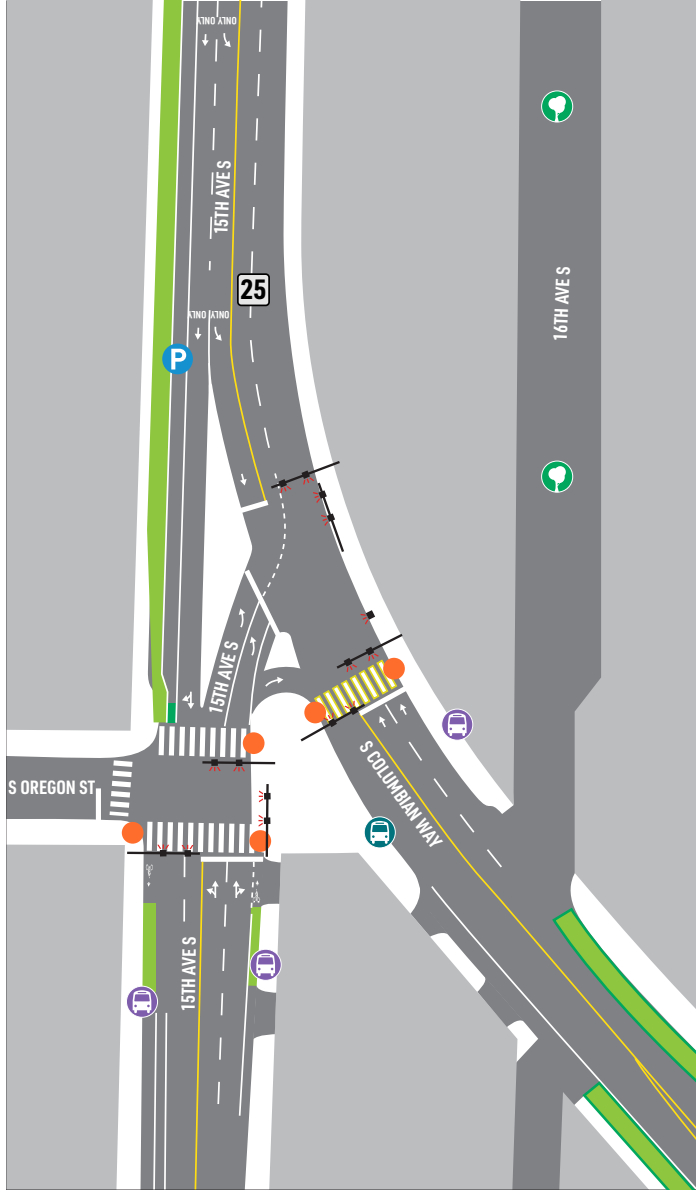 ONLY ONLY
15TH AVE S
25
16TH AVE S
ONLY ONLY
P
15TH AVE S
S OREGON ST
S COLUMBIAN WAY
15TH AVE S